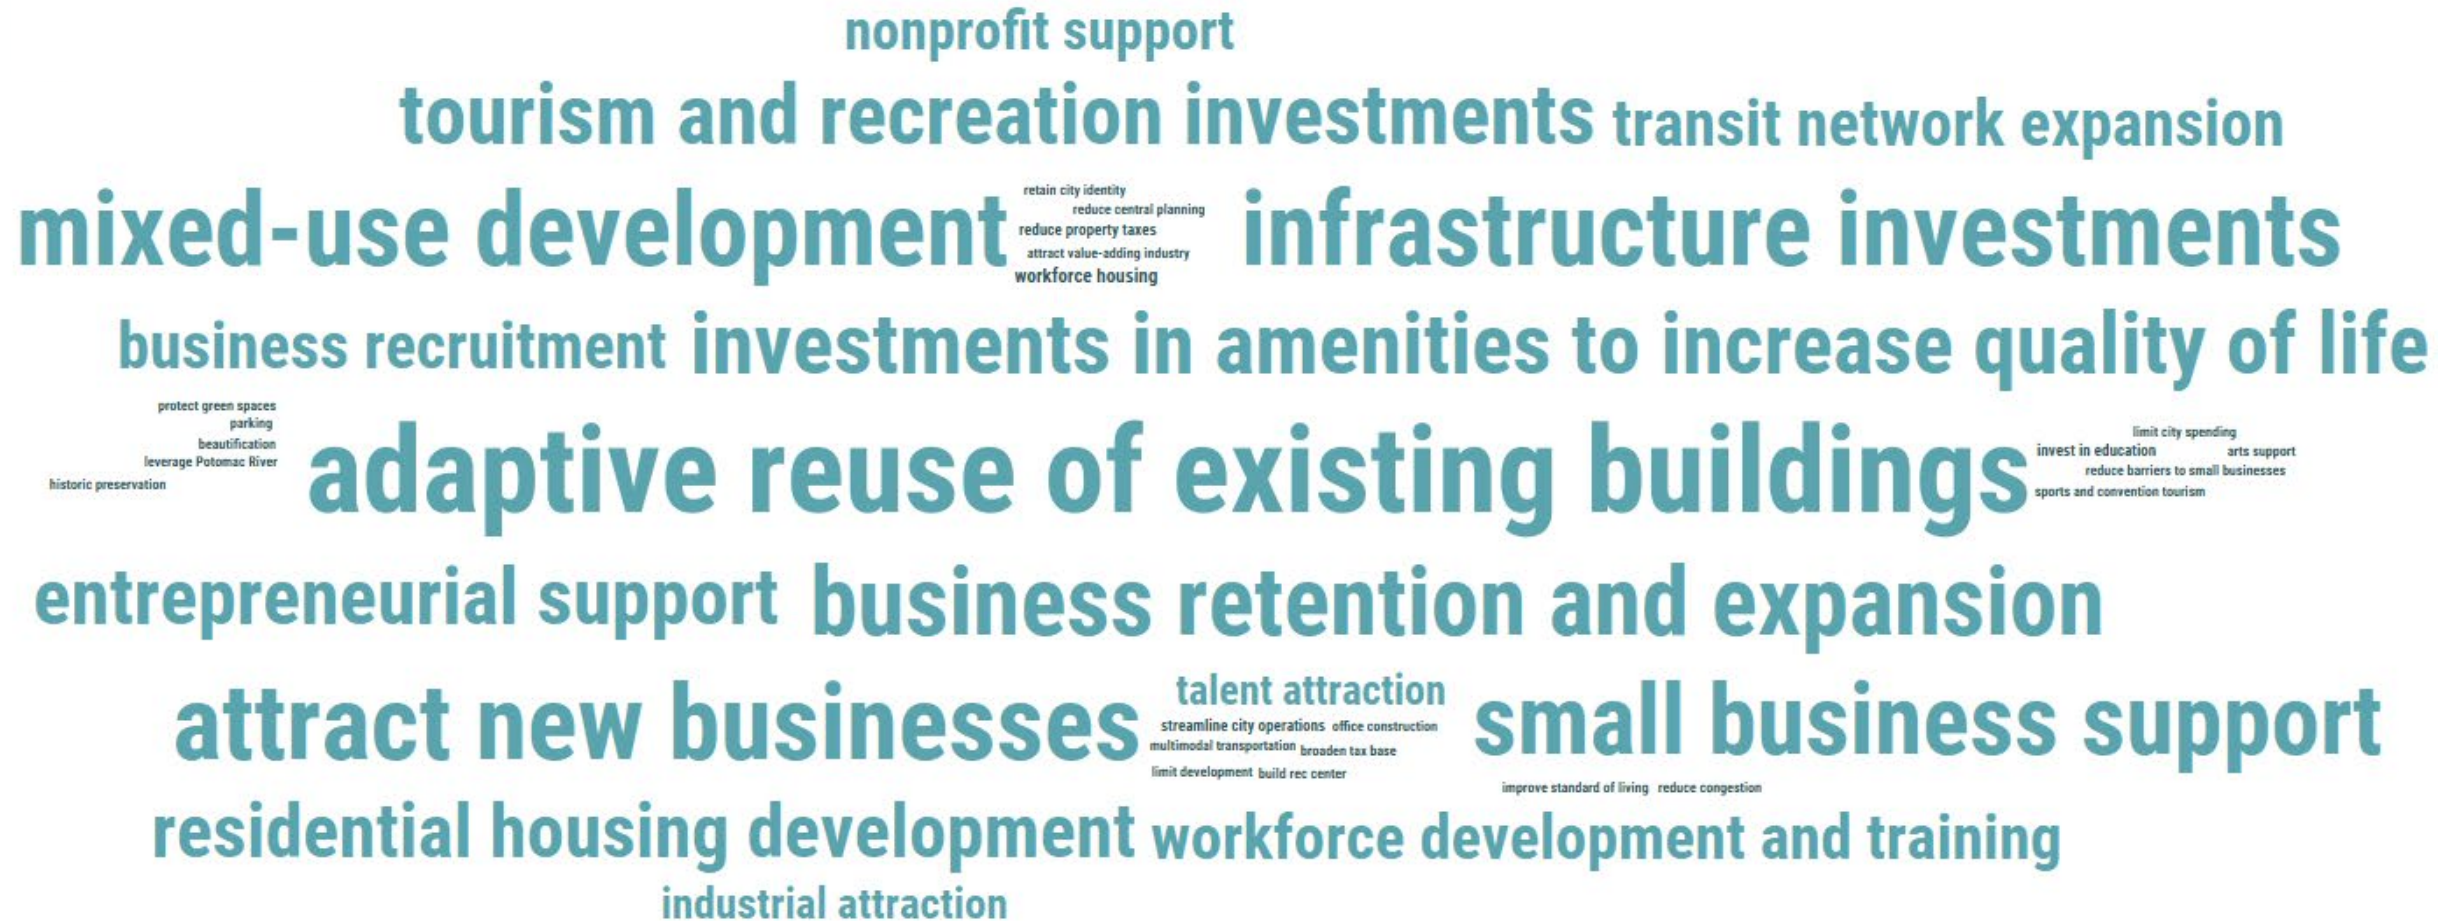 nonprofit support
tourism and recreation investments transit network expansion
retain city identity
reduce central planning
mixed-use development reduce property taxes infrastructure investments
attract value-adding industry
workforce housing
business recruitment investments in amenities to increase quality of life
protect green spaces
parking
beautification
leverage Potomac River
historic preservation
adaptive reuse of existing buildings
limit city spending
invest in education arts support
reduce barriers to small businesses
sports and convention tourism
entrepreneurial support business retention and expansion
attract new businesses
talent attraction
streamline city operations office construction
multimodal transportation broaden tax base
limit development build rec center
small business support
improve standard of living reduce congestion
residential housing development workforce development and training
industrial attraction